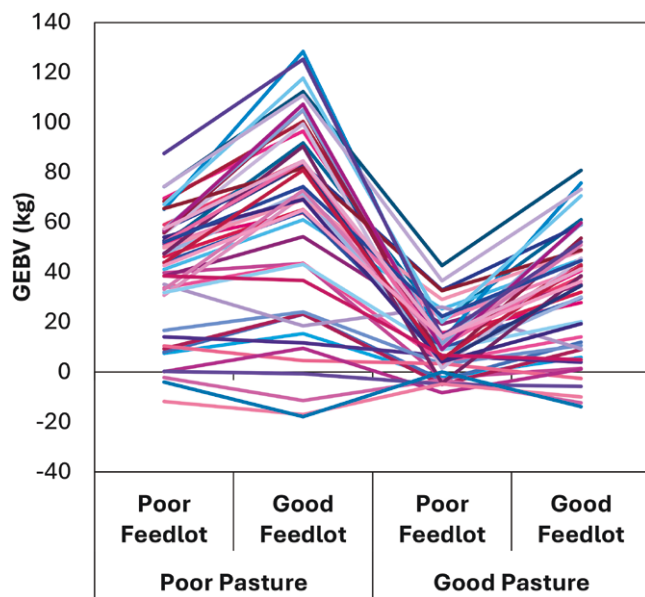 140
120
100
80
60
40
20
0
-20
-40
GEBV (kg)
Poor Good Poor Good
Feedlot Feedlot Feedlot Feedlot
Poor Pasture Good Pasture